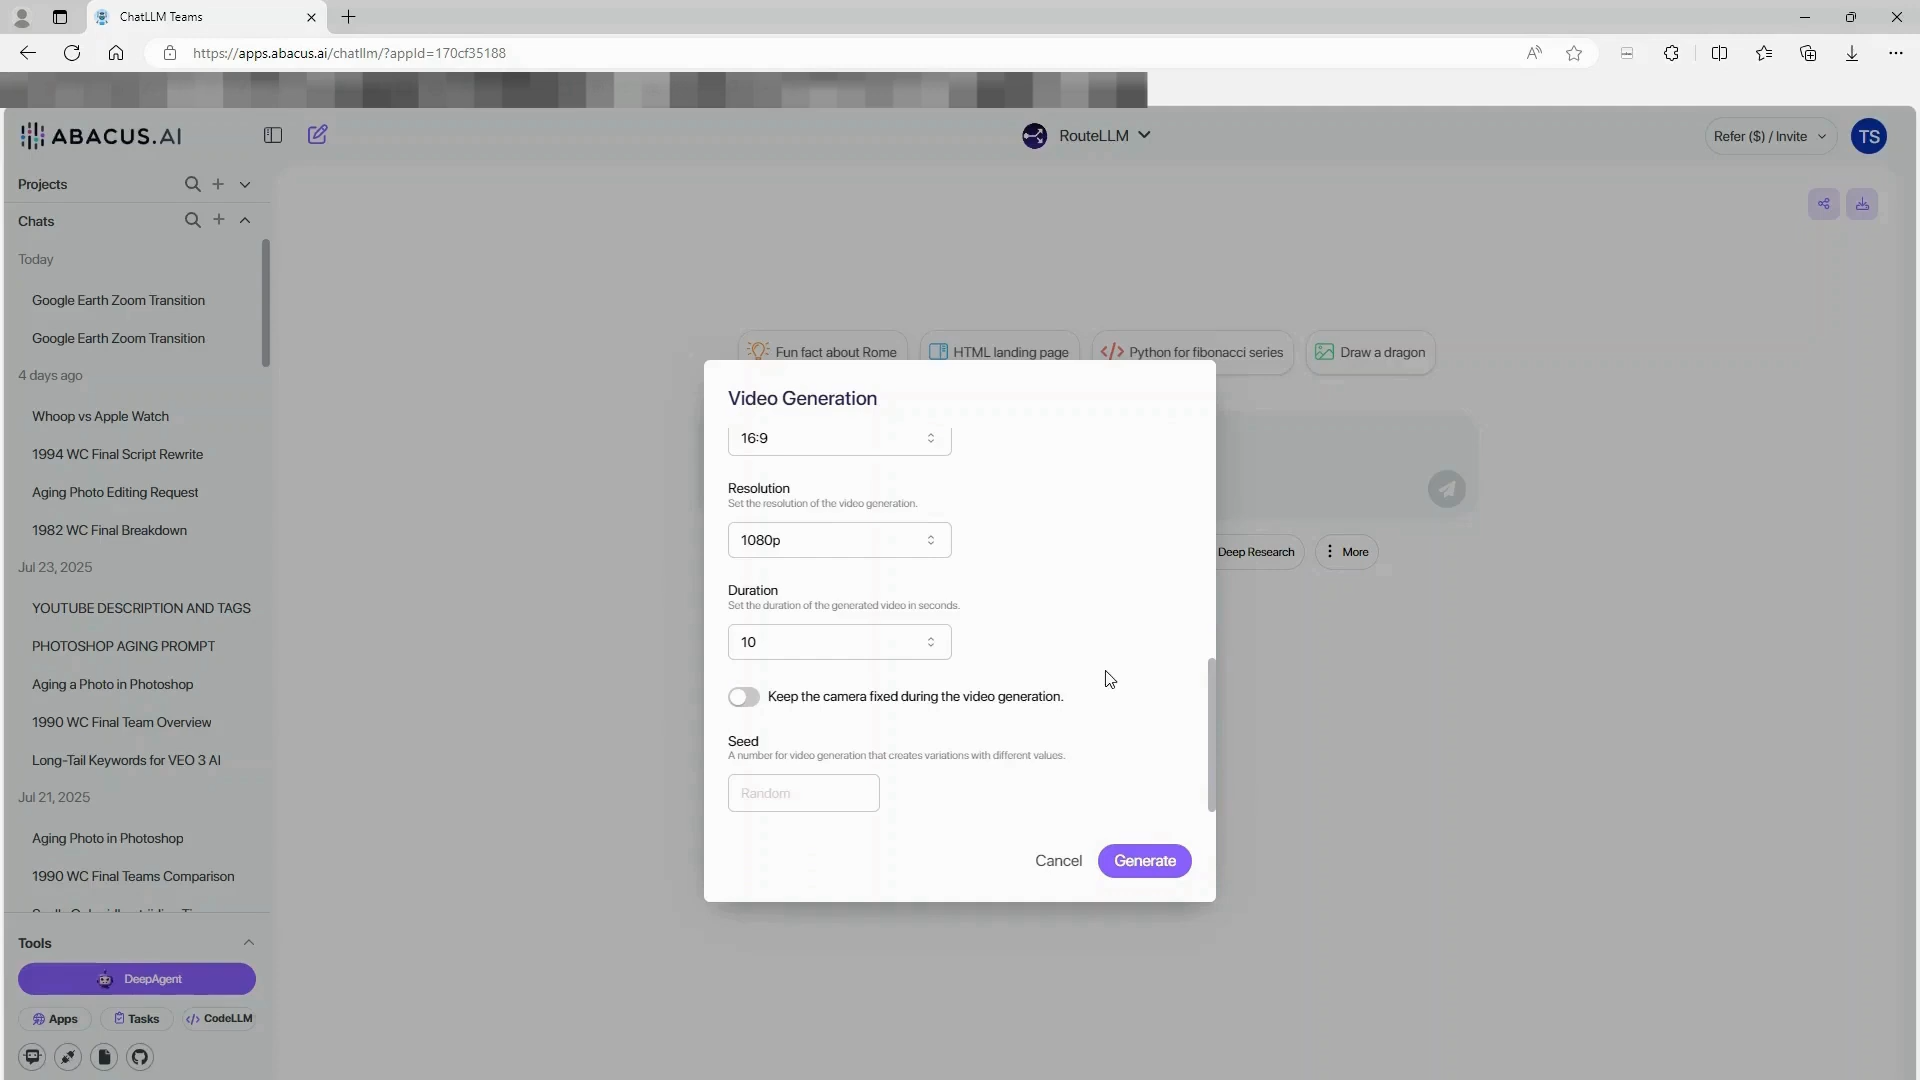 ChatLLM Teams
https://apps.abacus.ai/chatllm/?appId=170cf35188
ABACUS.AI
RouteLLM
Refer ($) / Invite
TS
Projects
Chats
Today
Google Earth Zoom Transition
Google Earth Zoom Transition
4 days ago
Whoop vs Apple Watch
1994 WC Final Script Rewrite
Aging Photo Editing Request
1982 WC Final Breakdown
Jul 23, 2025
YOUTUBE DESCRIPTION AND TAGS
PHOTOSHOP AGING PROMPT
Aging a Photo in Photoshop
1990 WC Final Team Overview
Long-Tail Keywords for VEO 3 AI
Jul 21, 2025
Aging Photo in Photoshop
1990 WC Final Teams Comparison
Tools
DeepAgent
Apps
Tasks
CodeLLM
Fun fact about Rome
HTML landing page
Python for fibonacci series
Draw a dragon
Deep Research
More
Video Generation
16:9
Resolution
Set the resolution of the video generation.
1080p
Duration
Set the duration of the generated video in seconds.
10
Keep the camera fixed during the video generation.
Seed
A number for video generation that creates variations with different values.
Random
Cancel
Generate